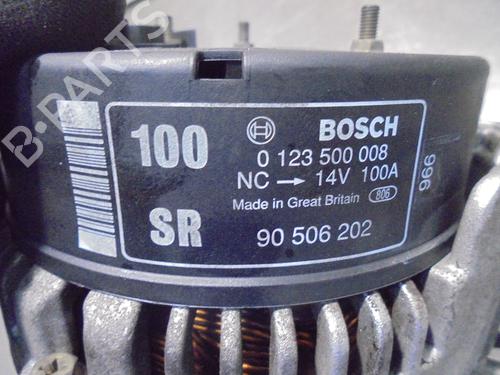 B-PARTS
100
BOSCH
0 123 500 008
NC → 14V 100A
Made in Great Britain 806
966
SR
90 506 202